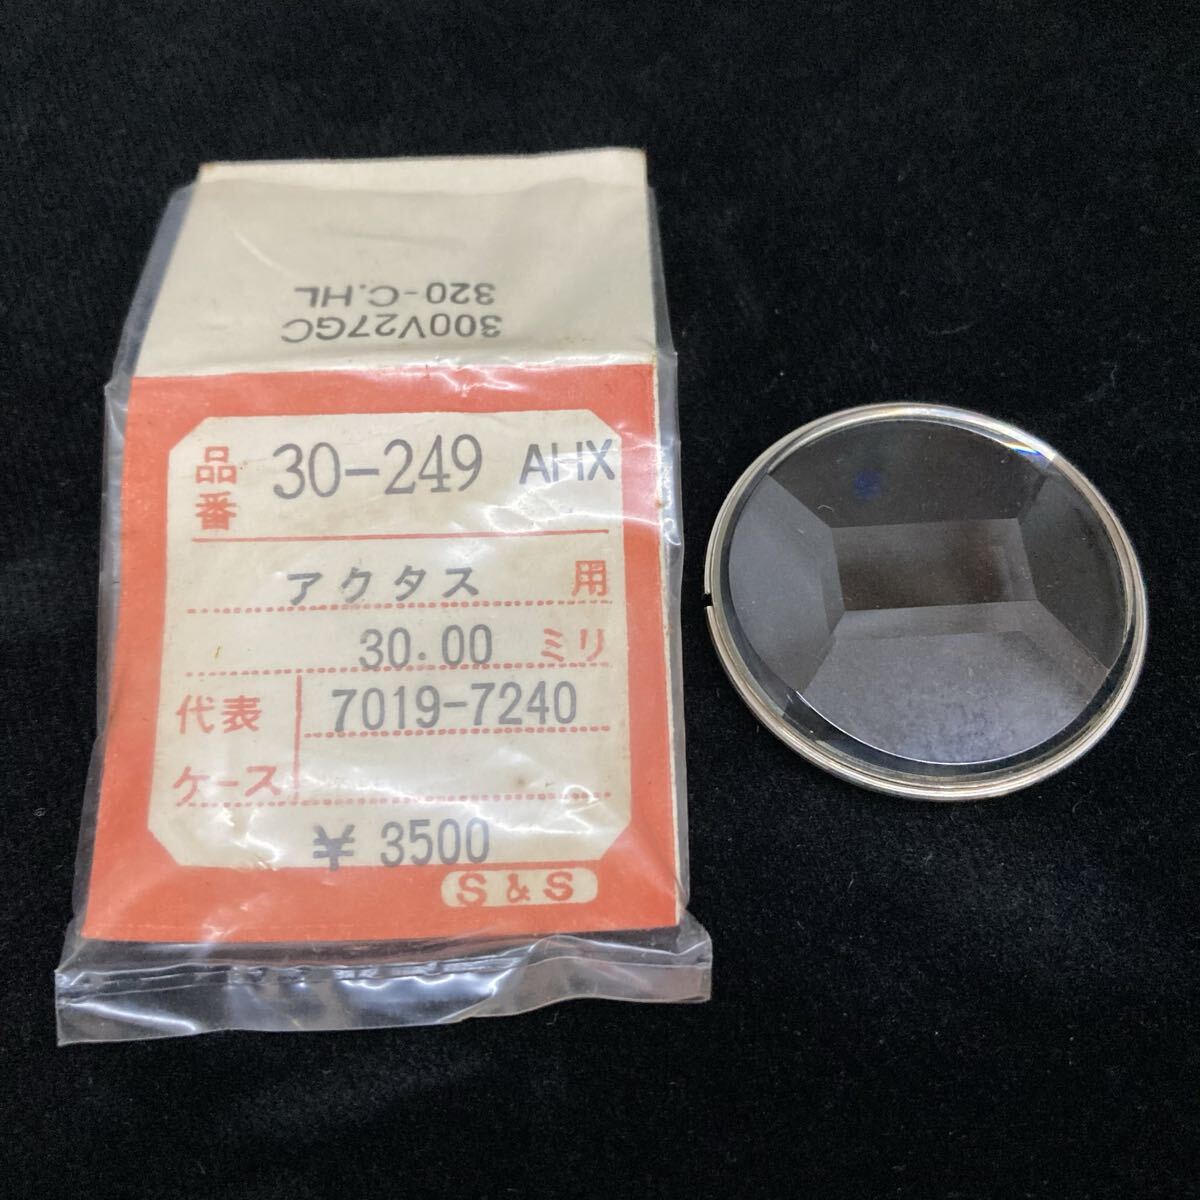 300V27GC
320-C.HL
品番 30-249 AHX
アクタス 用
30.00 ミリ
代表 7019-7240
ケース
¥ 3500
S & S